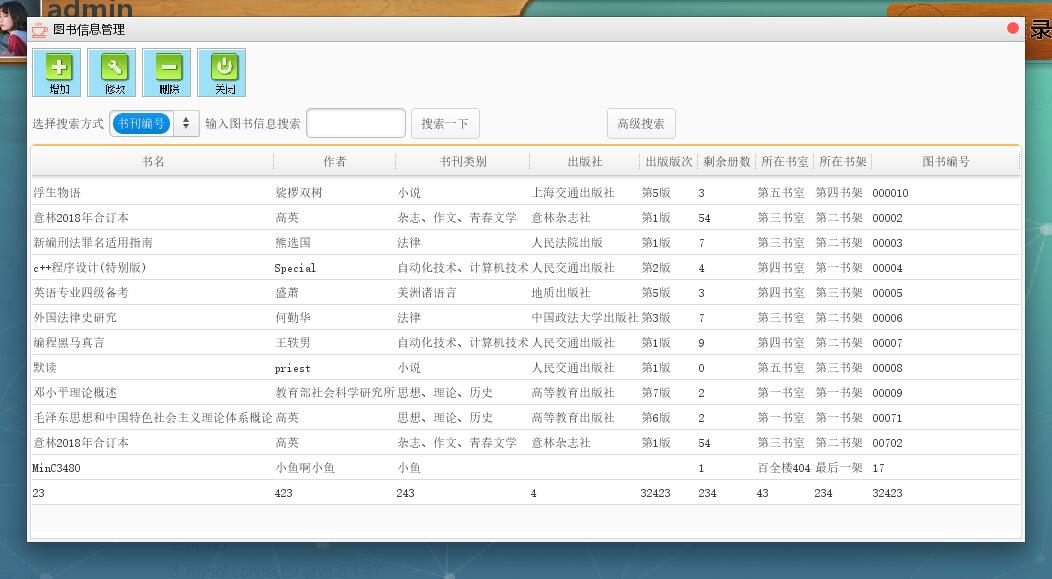 admin
图书信息管理
录
增加 修改 删除 关闭
选择搜索方式 书刊编号 输入图书信息搜索 搜索一下 高级搜索
书名 作者 书刊类别 出版社 出版版次 剩余册数 所在书室 所在书架 图书编号
浮生物语 裟椤双树 小说 上海交通出版社 第5版 3 第五书室 第四书架 000010
意林2018年合订本 高英 杂志、作文、青春文学 意林杂志社 第1版 54 第三书室 第二书架 00002
新编刑法罪名适用指南 熊选国 法律 人民法院出版 第1版 7 第三书室 第二书架 00003
c++程序设计(特别版) Special 自动化技术、计算机技术 人民交通出版社 第2版 4 第四书室 第一书架 00004
英语专业四级备考 盛萧 美洲诸语言 地质出版社 第5版 3 第四书室 第三书架 00005
外国法律史研究 何勤华 法律 中国政法大学出版社 第3版 7 第三书室 第二书架 00006
编程黑马真言 王轶男 自动化技术、计算机技术 人民交通出版社 第1版 9 第四书室 第二书架 00007
默读 priest 小说 人民交通出版社 第1版 0 第五书室 第三书架 00008
邓小平理论概述 教育部社会科学研究所 思想、理论、历史 高等教育出版社 第7版 2 第一书室 第一书架 00009
毛泽东思想和中国特色社会主义理论体系概论 高英 思想、理论、历史 高等教育出版社 第6版 2 第一书室 第一书架 00071
意林2018年合订本 高英 杂志、作文、青春文学 意林杂志社 第1版 54 第三书室 第二书架 00702
MinC3480 小鱼啊小鱼 小鱼 1 百全楼404 最后一架 17
23 423 243 4 32423 234 43 234 32423